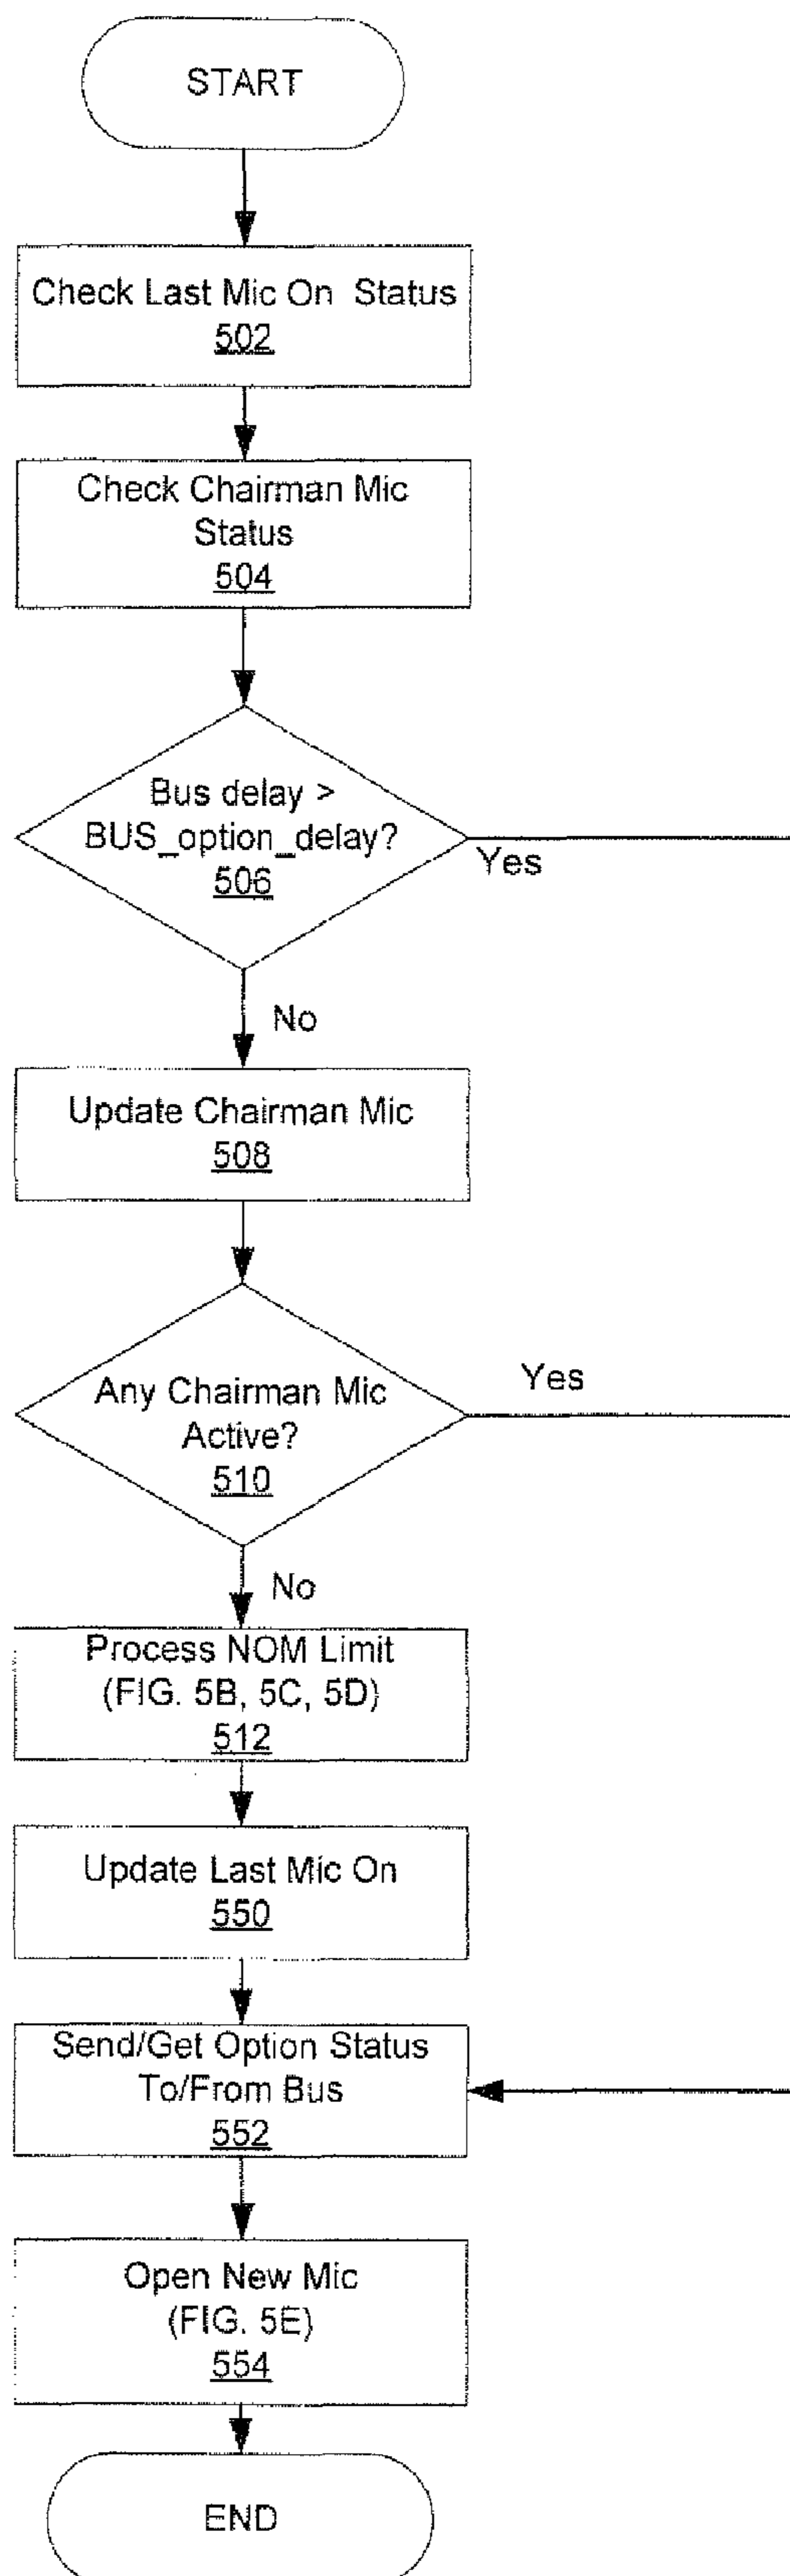 START
Check Last Mic On Status
502
Check Chairman Mic
Status
504
Bus delay >
BUS_option_delay?
506
Yes
No
Update Chairman Mic
508
Any Chairman Mic
Active?
510
Yes
No
Process NOM Limit
(FIG. 5B, 5C, 5D)
512
Update Last Mic On
550
Send/Get Option Status
To/From Bus
552
Open New Mic
(FIG. 5E)
554
END